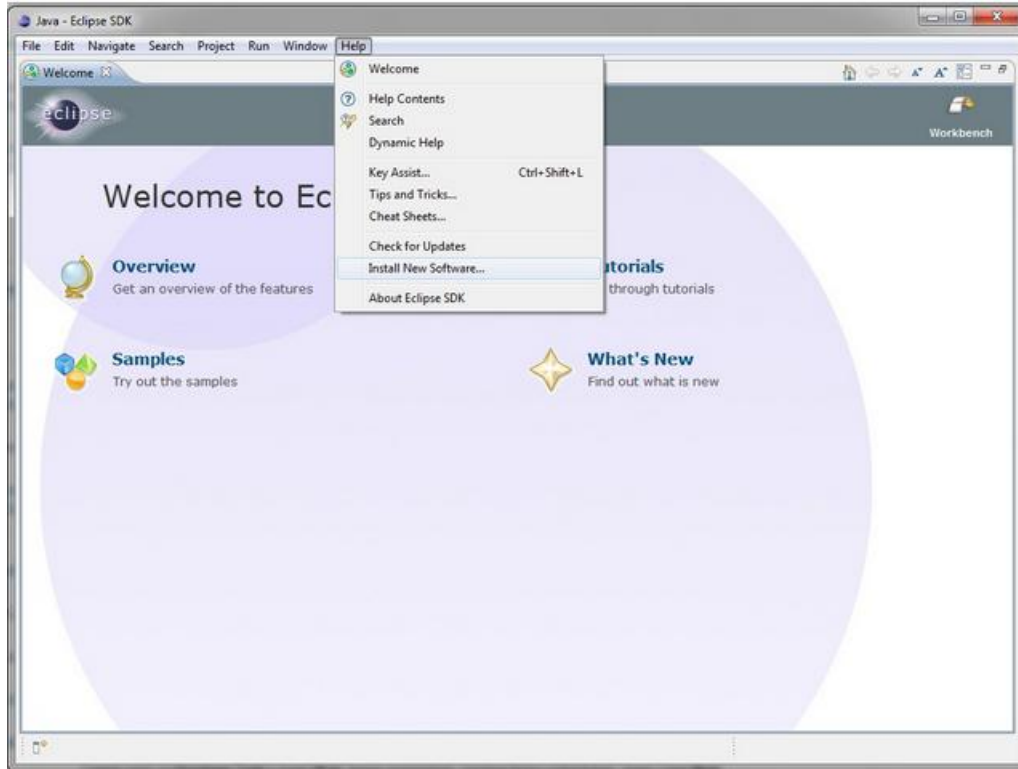 Java - Eclipse SDK
File Edit Navigate Search Project Run Window Help
Welcome
eclipse
Workbench
Welcome
Help Contents
Search
Dynamic Help
Key Assist... Ctrl+Shift+L
Tips and Tricks...
Cheat Sheets...
Check for Updates
Install New Software...
About Eclipse SDK
Welcome to Ec
Overview
Get an overview of the features
utorials
through tutorials
Samples
Try out the samples
What's New
Find out what is new